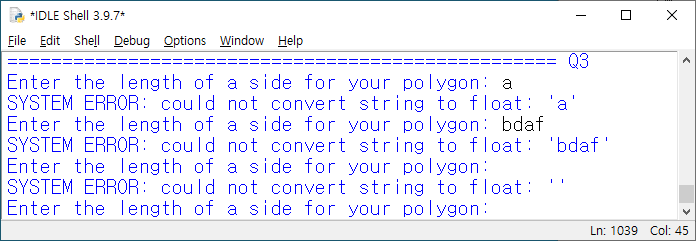 *IDLE Shell 3.9.7*
File Edit Shell Debug Options Window Help
================================================== Q3
Enter the length of a side for your polygon: a
SYSTEM ERROR: could not convert string to float: 'a'
Enter the length of a side for your polygon: bdaf
SYSTEM ERROR: could not convert string to float: 'bdaf'
Enter the length of a side for your polygon:
SYSTEM ERROR: could not convert string to float: ''
Enter the length of a side for your polygon:
Ln: 1039 Col: 45